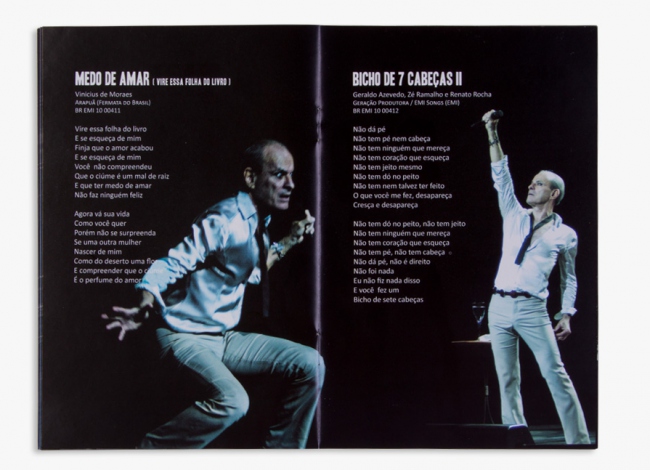 MEDO DE AMAR ( VIRE ESSA FOLHA DO LIVRO )
Vinicius de Moraes
Arapuã (Fermata do Brasil)
BR EMI 10 00411
Vire essa folha do livro
E se esqueça de mim
Finja que o amor acabou
E se esqueça de mim
Você não compreendeu
Que o ciúme é um mal de raiz
E que ter medo de amar
Não faz ninguém feliz
Agora vá sua vida
Como você quer
Porém não se surpreenda
Se uma outra mulher
Nascer de mim
Como do deserto uma flor
E compreender que o
É o perfume do amor
BICHO DE 7 CABEÇAS II
Geraldo Azevedo, Zé Ramalho e Renato Rocha
Geração Produtora / EMI Songs (EMI)
BR EMI 10 00412
Não dá pé
Não tem pé nem cabeça
Não tem ninguém que mereça
Não tem coração que esqueça
Não tem jeito mesmo
Não tem dó no peito
Não tem nem talvez ter feito
O que você me fez, desapareça
Cresça e desapareça
Não tem dó no peito, não tem jeito
Não tem ninguém que mereça
Não tem coração que esqueça
Não tem pé, não tem cabeça
Não dá pé, não é direito
Não foi nada
Eu não fiz nada disso
E você fez um
Bicho de sete cabeças